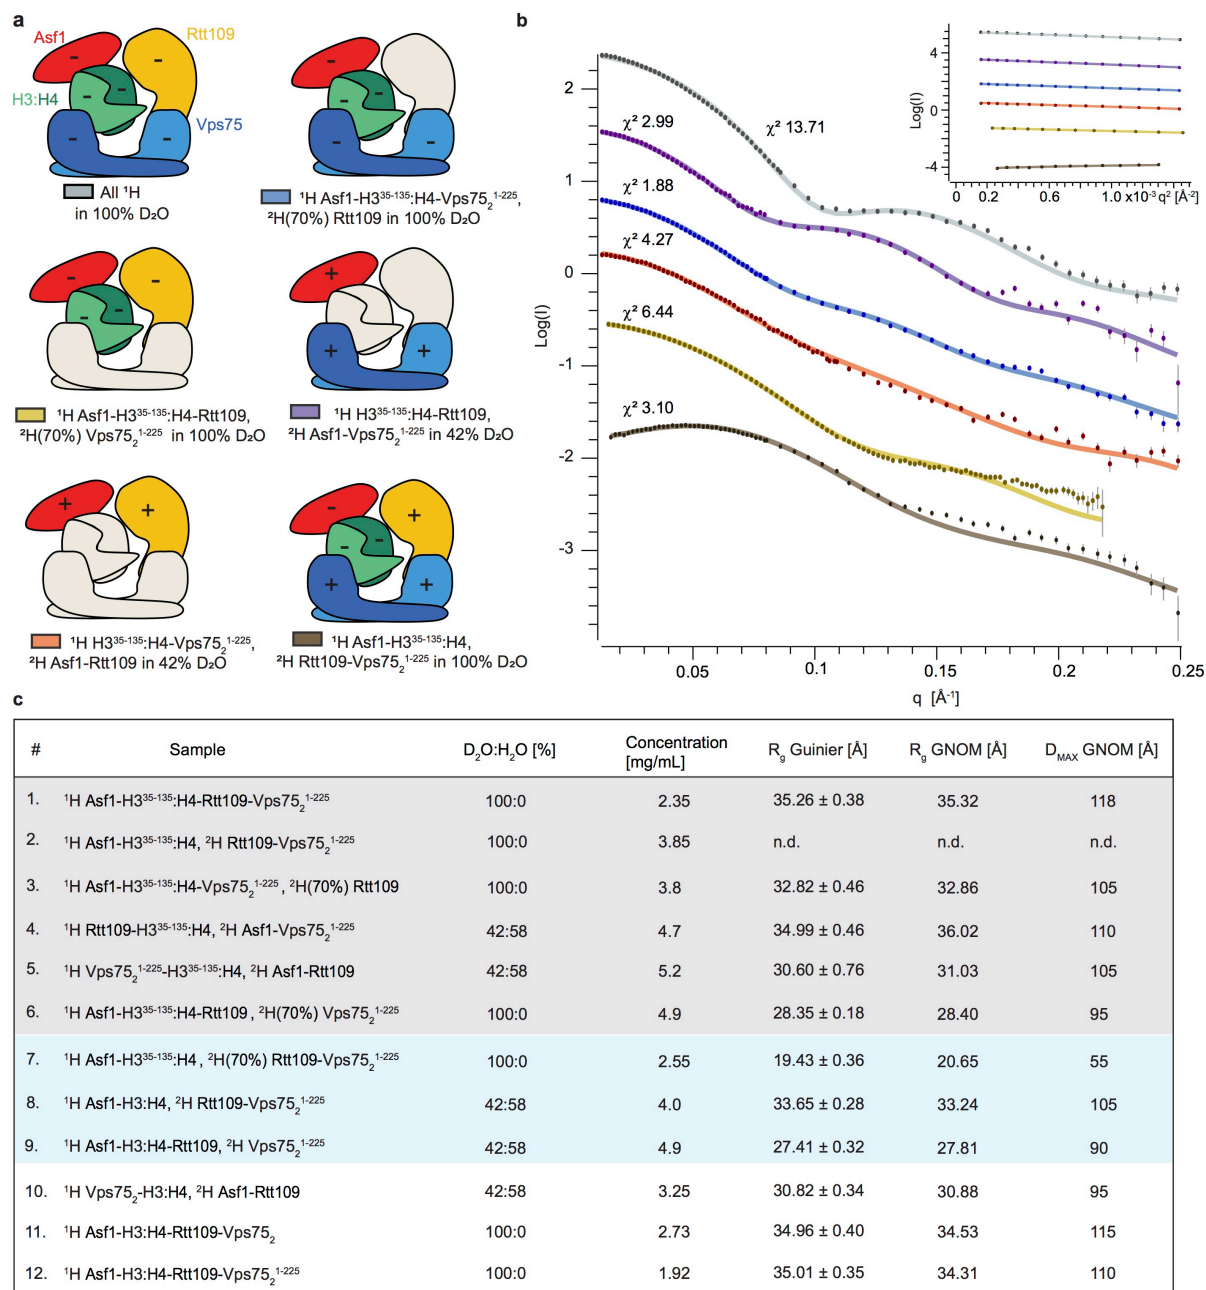 a
Asf1
Rtt109
H3:H4
Vps75
- - - - - -
- - - - -
All ¹H
in 100% D₂O
¹H Asf1-H3³⁵⁻¹³⁵:H4-Vps75₂¹⁻²²⁵,
²H(70%) Rtt109 in 100% D₂O
- - - -
+ + +
¹H Asf1-H3³⁵⁻¹³⁵:H4-Rtt109,
²H(70%) Vps75₂¹⁻²²⁵ in 100% D₂O
¹H H3³⁵⁻¹³⁵:H4-Rtt109,
²H Asf1-Vps75₂¹⁻²²⁵ in 42% D₂O
+ +
- + - - + +
¹H H3³⁵⁻¹³⁵:H4-Vps75₂¹⁻²²⁵,
²H Asf1-Rtt109 in 42% D₂O
¹H Asf1-H3³⁵⁻¹³⁵:H4,
²H Rtt109-Vps75₂¹⁻²²⁵ in 100% D₂O
b
Log(I)
2
1
0
-1
-2
-3
χ² 13.71
χ² 2.99
χ² 1.88
χ² 4.27
χ² 6.44
χ² 3.10
0.05 0.1 0.15 0.2 0.25
q [Å⁻¹]
Log(I)
4
0
-4
0 0.2 0.6 1.0 x10⁻³ q² [Å⁻²]
c
# Sample D₂O:H₂O [%] Concentration [mg/mL] Rg Guinier [Å] Rg GNOM [Å] DMAX GNOM [Å]
1. ¹H Asf1-H3³⁵⁻¹³⁵:H4-Rtt109-Vps75₂¹⁻²²⁵ 100:0 2.35 35.26 ± 0.38 35.32 118
2. ¹H Asf1-H3³⁵⁻¹³⁵:H4, ²H Rtt109-Vps75₂¹⁻²²⁵ 100:0 3.85 n.d. n.d. n.d.
3. ¹H Asf1-H3³⁵⁻¹³⁵:H4-Vps75₂¹⁻²²⁵ , ²H(70%) Rtt109 100:0 3.8 32.82 ± 0.46 32.86 105
4. ¹H Rtt109-H3³⁵⁻¹³⁵:H4, ²H Asf1-Vps75₂¹⁻²²⁵ 42:58 4.7 34.99 ± 0.46 36.02 110
5. ¹H Vps75₂¹⁻²²⁵-H3³⁵⁻¹³⁵:H4, ²H Asf1-Rtt109 42:58 5.2 30.60 ± 0.76 31.03 105
6. ¹H Asf1-H3³⁵⁻¹³⁵:H4-Rtt109 , ²H(70%) Vps75₂¹⁻²²⁵ 100:0 4.9 28.35 ± 0.18 28.40 95
7. ¹H Asf1-H3³⁵⁻¹³⁵:H4 , ²H(70%) Rtt109-Vps75₂¹⁻²²⁵ 100:0 2.55 19.43 ± 0.36 20.65 55
8. ¹H Asf1-H3:H4, ²H Rtt109-Vps75₂¹⁻²²⁵ 42:58 4.0 33.65 ± 0.28 33.24 105
9. ¹H Asf1-H3:H4-Rtt109, ²H Vps75₂¹⁻²²⁵ 42:58 4.9 27.41 ± 0.32 27.81 90
10. ¹H Vps75₂-H3:H4, ²H Asf1-Rtt109 42:58 3.25 30.82 ± 0.34 30.88 95
11. ¹H Asf1-H3:H4-Rtt109-Vps75₂ 100:0 2.73 34.96 ± 0.40 34.53 115
12. ¹H Asf1-H3:H4-Rtt109-Vps75₂¹⁻²²⁵ 100:0 1.92 35.01 ± 0.35 34.31 110